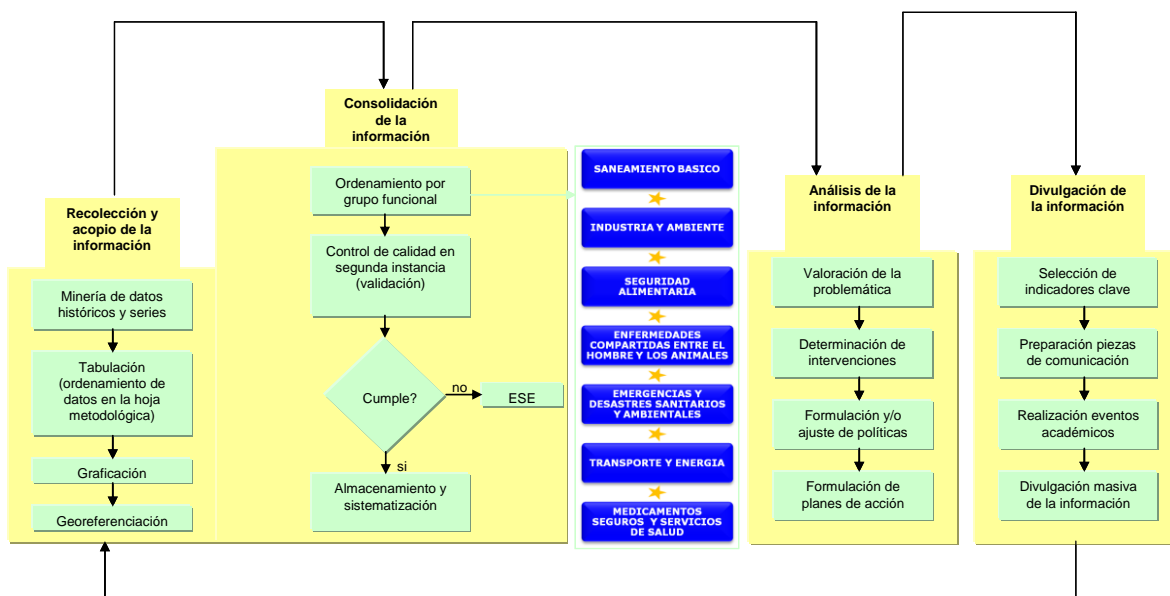 Recolección y
acopio de la
información
Minería de datos
históricos y series
Tabulación
(ordenamiento de
datos en la hoja
metodológica)
Graficación
Georeferenciación
Consolidación
de la
información
Ordenamiento por
grupo funcional
Control de calidad en
segunda instancia
(validación)
Cumple?
no
ESE
si
Almacenamiento y
sistematización
SANEAMIENTO BASICO
INDUSTRIA Y AMBIENTE
SEGURIDAD
ALIMENTARIA
ENFERMEDADES
COMPARTIDAS ENTRE EL
HOMBRE Y LOS ANIMALES
EMERGENCIAS Y
DESASTRES SANITARIOS
Y AMBIENTALES
TRANSPORTE Y ENERGIA
MEDICAMENTOS
SEGUROS Y SERVICIOS
DE SALUD
Análisis de la
información
Valoración de la
problemática
Determinación de
intervenciones
Formulación y/o
ajuste de políticas
Formulación de
planes de acción
Divulgación de
la información
Selección de
indicadores clave
Preparación piezas
de comunicación
Realización eventos
académicos
Divulgación masiva
de la información